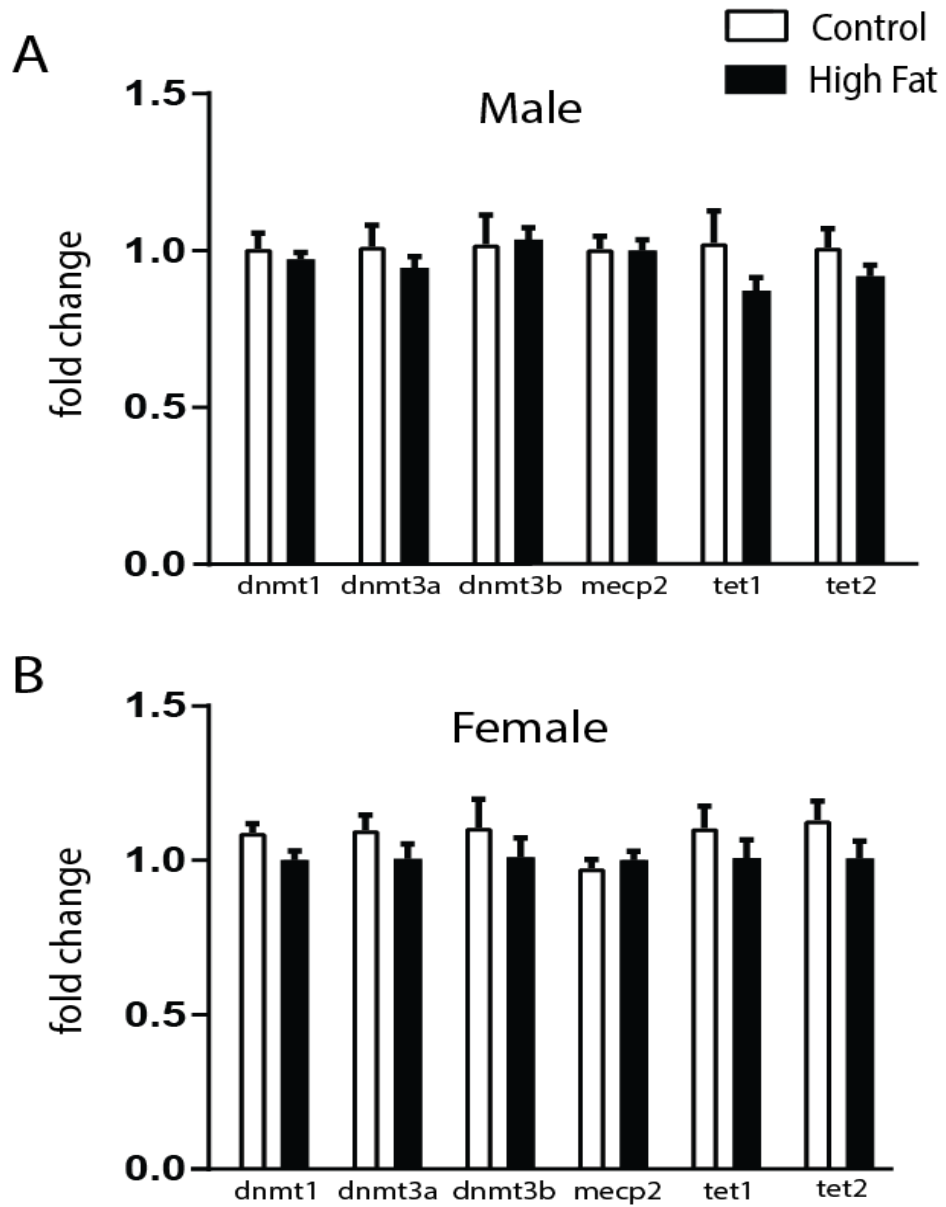 A
Control
High Fat
Male
fold change
1.5
1.0
0.5
0.0
dnmt1 dnmt3a dnmt3b mecp2 tet1 tet2
B
Female
fold change
1.5
1.0
0.5
0.0
dnmt1 dnmt3a dnmt3b mecp2 tet1 tet2